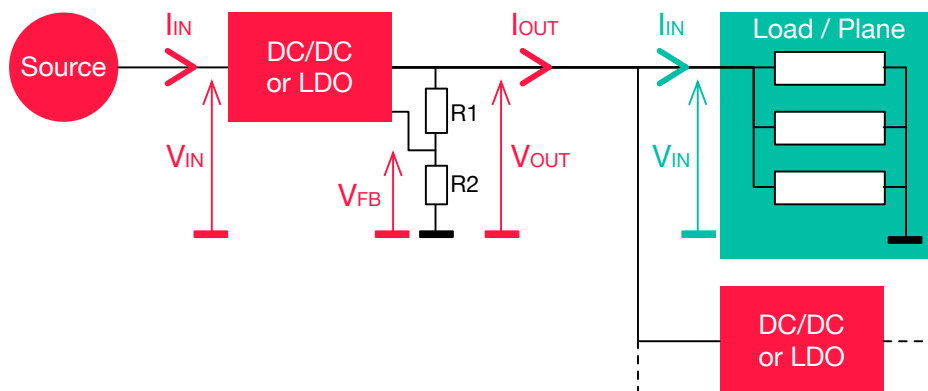 IIN
IOUT
IIN
Load / Plane
Source
DC/DC
or LDO
R1
VIN
VOUT
VIN
VFB
R2
DC/DC
or LDO